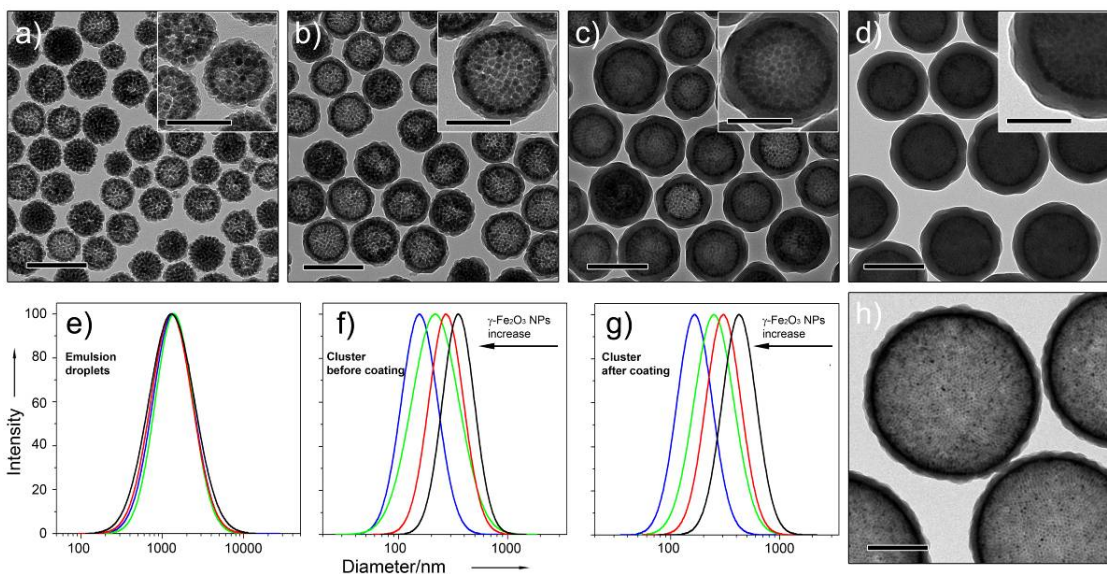 a)
b)
c)
d)
e)
Emulsion
droplets
f)
γ-Fe₂O₃ NPs
increase
Cluster
before coating
g)
γ-Fe₂O₃ NPs
increase
Cluster
after coating
h)
Intensity
100
80
60
40
20
0
100
1000
10000
100
1000
100
1000
Diameter/nm